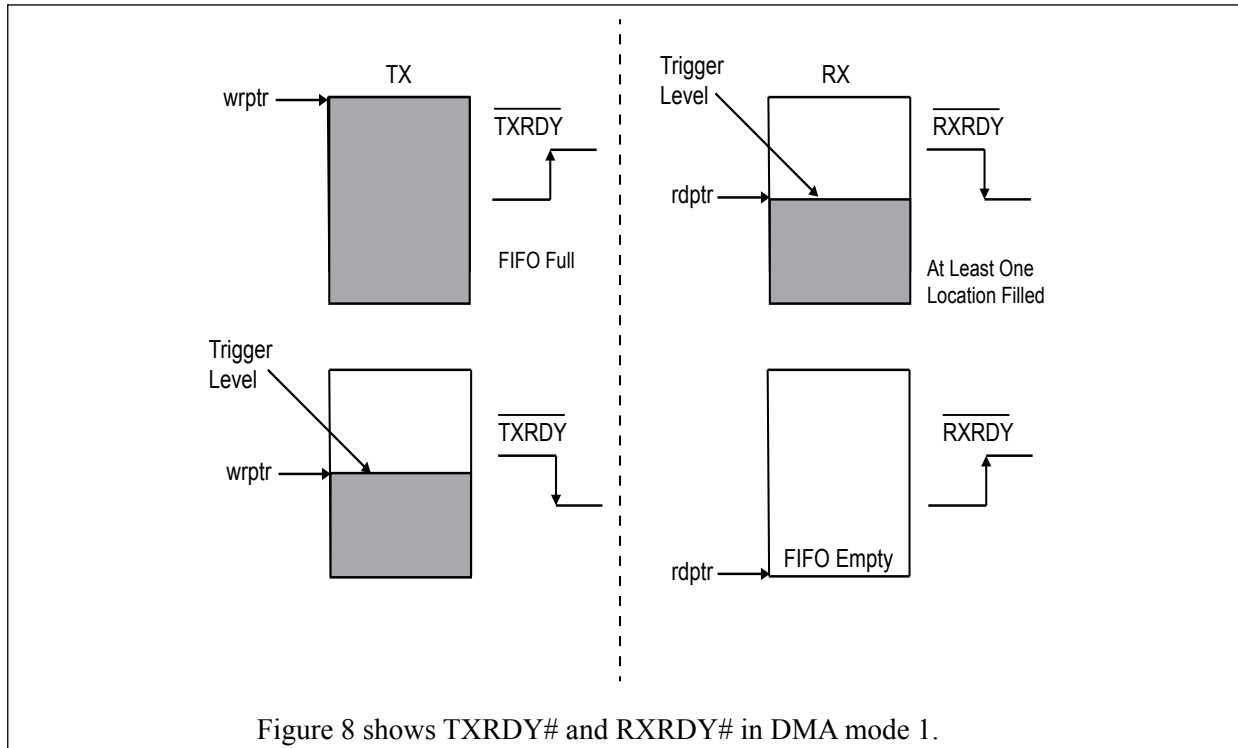 TX
wrptr
TXRDY
FIFO Full
Trigger
Level
wrptr
TXRDY
Trigger
Level
RX
RXRDY
rdptr
At Least One
Location Filled
RXRDY
FIFO Empty
rdptr
Figure 8 shows TXRDY# and RXRDY# in DMA mode 1.